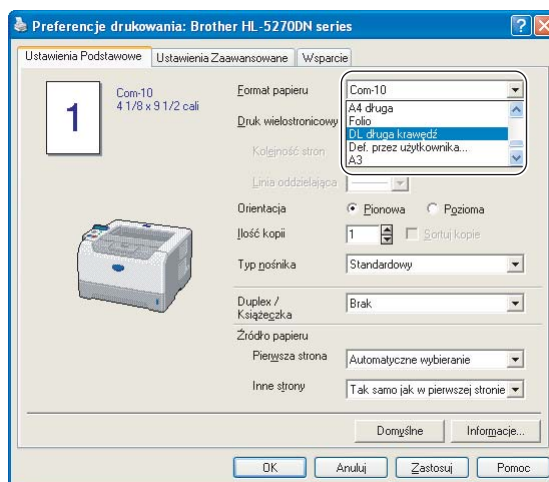 Preferencje drukowania: Brother HL-5270DN series
Ustawienia Podstawowe
Ustawienia Zaawansowane
Wsparcie
1
Com-10
4 1/8 x 9 1/2 cali
Format papieru
Com-10
A4 długa
Folio
DL długa krawędź
Def. przez użytkownika...
A3
Druk wielostronicowy
Kolejność stron
Linia oddzielająca
Orientacja
Pionowa
Pozioma
Ilość kopii
1
Sortuj kopie
Typ nośnika
Standardowy
Duplex /
Książeczka
Brak
Źródło papieru
Pierwsza strona
Automatyczne wybieranie
Inne strony
Tak samo jak w pierwszej stronie
Domyślne
Informacje...
OK
Anuluj
Zastosuj
Pomoc